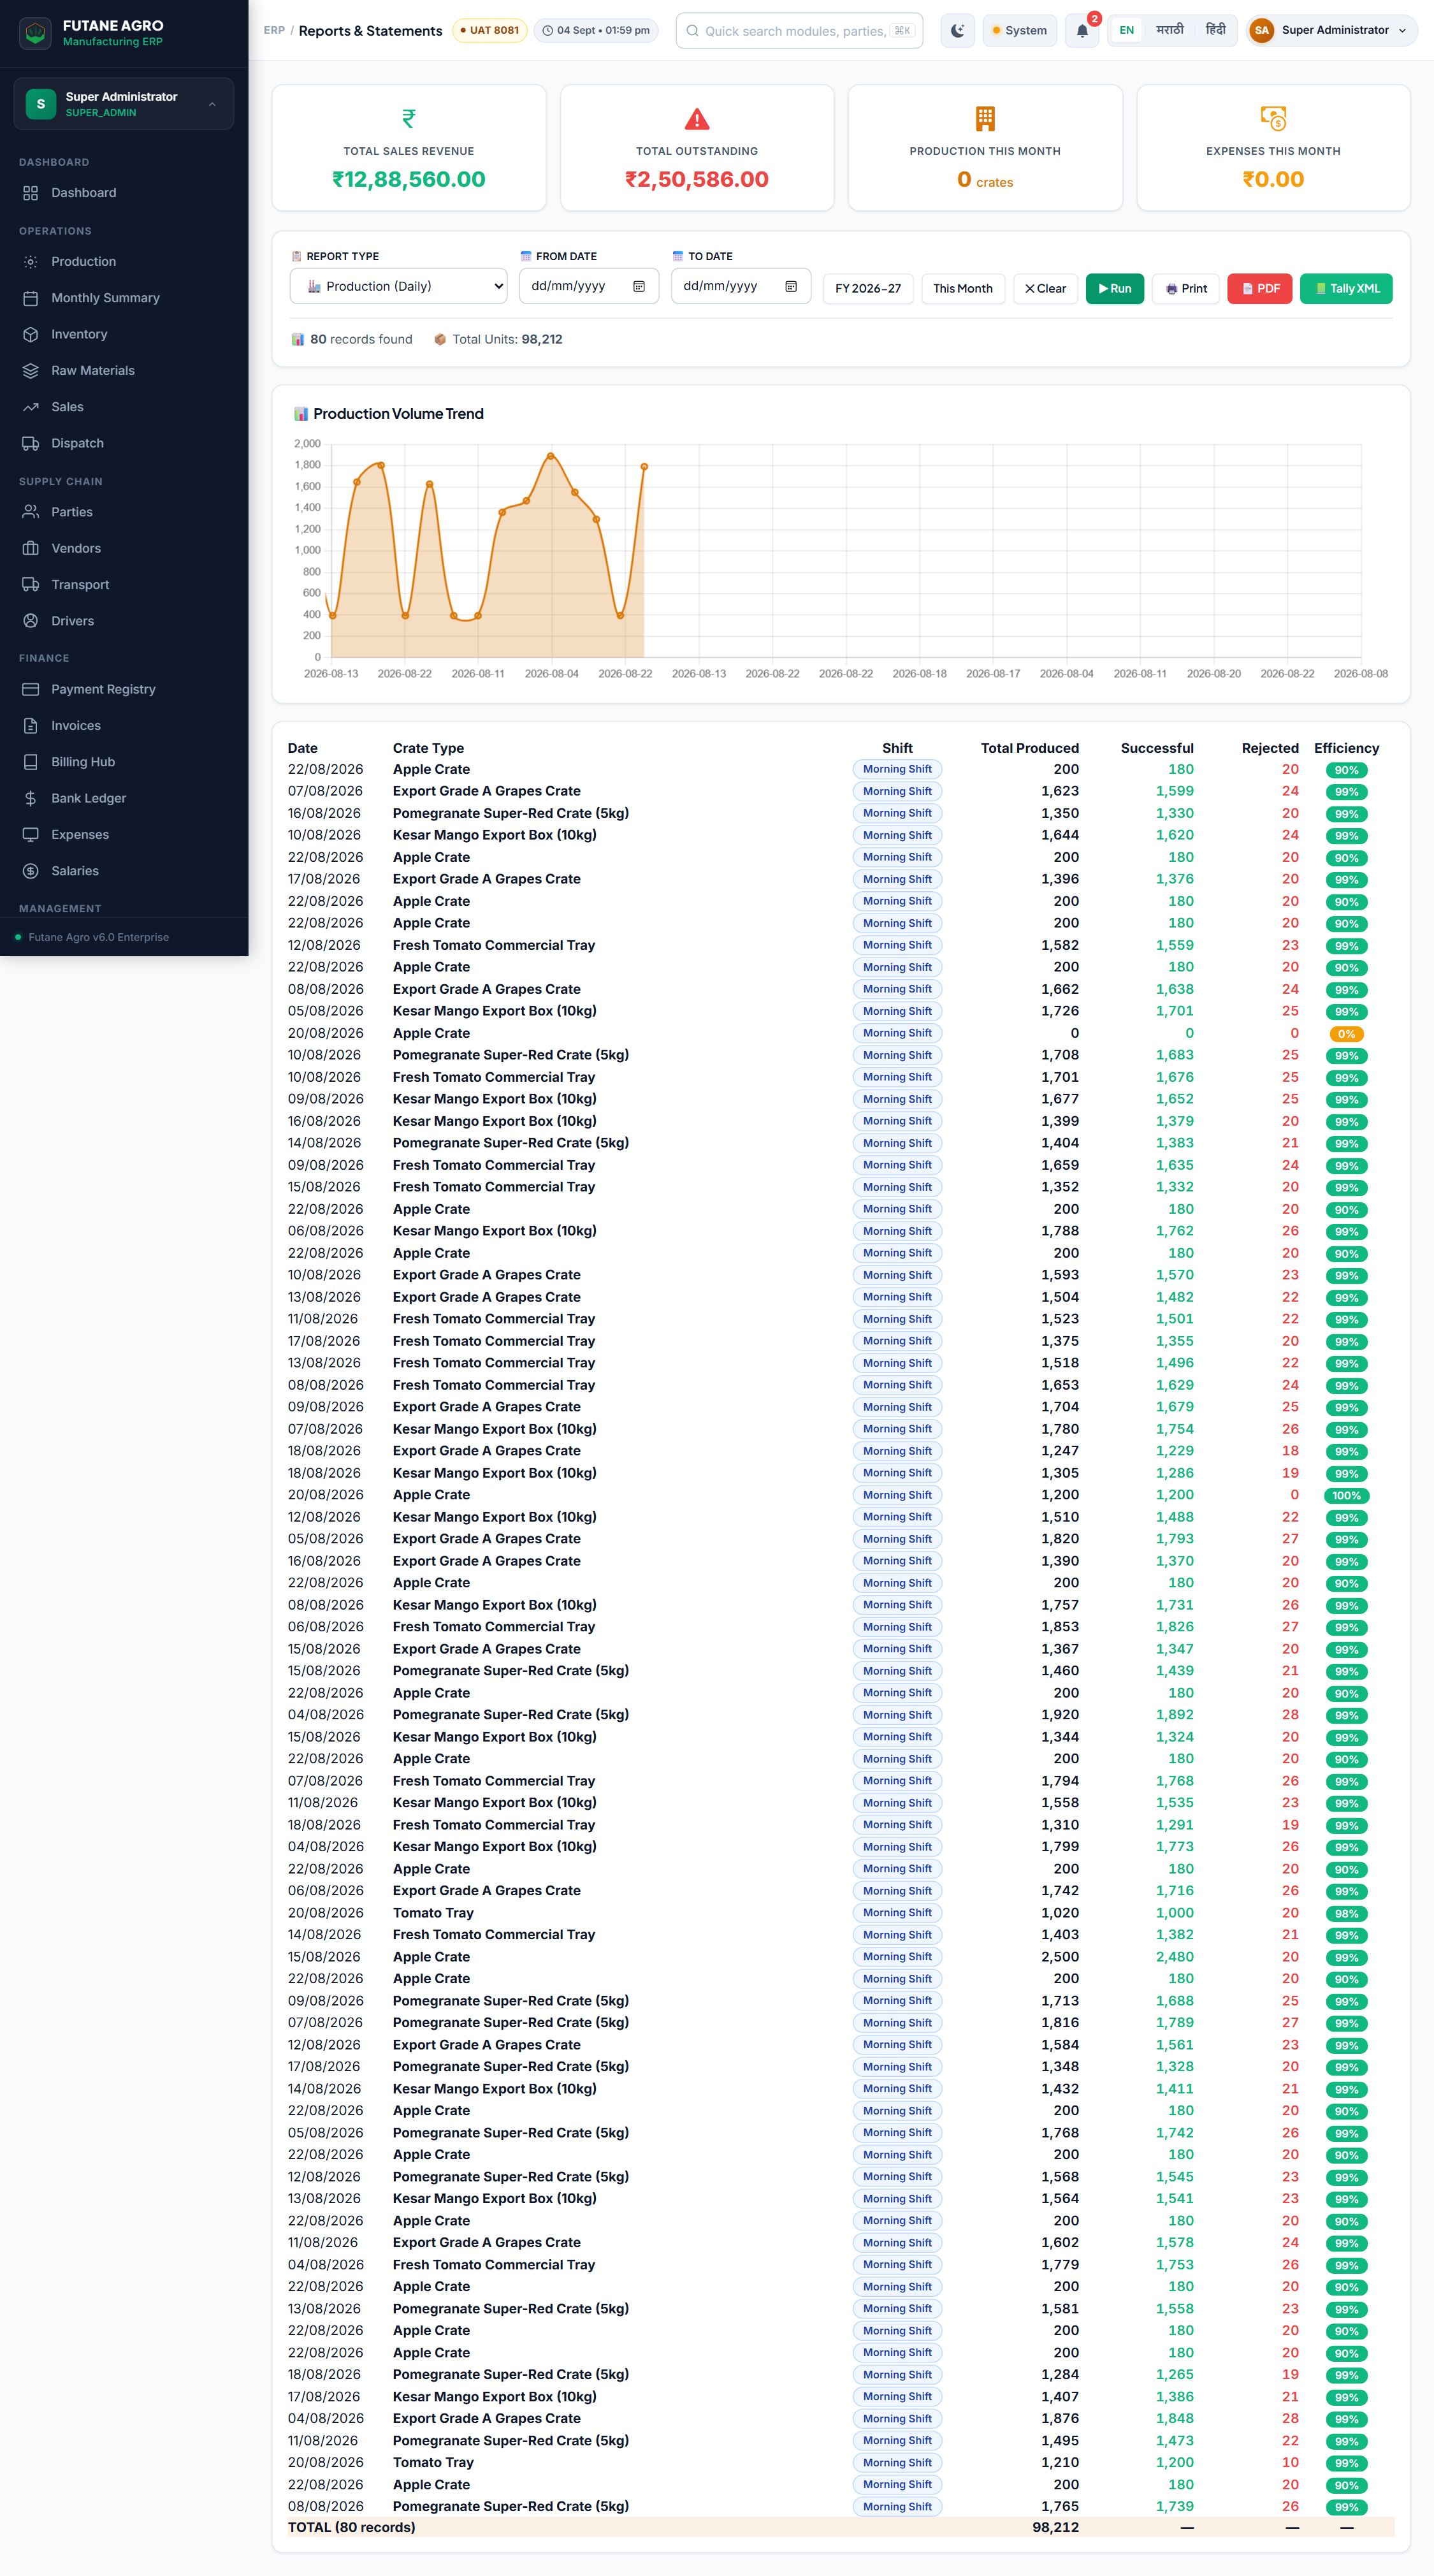 FUTANE AGRO
Manufacturing ERP
S
Super Administrator
SUPER_ADMIN
DASHBOARD
Dashboard
OPERATIONS
Production
Monthly Summary
Inventory
Raw Materials
Sales
Dispatch
SUPPLY CHAIN
Parties
Vendors
Transport
Drivers
FINANCE
Payment Registry
Invoices
Billing Hub
Bank Ledger
Expenses
Salaries
MANAGEMENT
Futane Agro v6.0 Enterprise
ERP / Reports & Statements UAT 8081 04 Sept • 01:59 pm Quick search modules, parties, ⌘K System 2 EN मराठी हिंदी SA Super Administrator
₹
TOTAL SALES REVENUE
₹12,88,560.00
TOTAL OUTSTANDING
₹2,50,586.00
PRODUCTION THIS MONTH
0 crates
EXPENSES THIS MONTH
₹0.00
REPORT TYPE FROM DATE TO DATE
Production (Daily) dd/mm/yyyy dd/mm/yyyy FY 2026-27 This Month ✕ Clear ▶ Run Print PDF Tally XML
80 records found Total Units: 98,212
Production Volume Trend
2,000
1,800
1,600
1,400
1,200
1,000
800
600
400
200
0
2026-08-13 2026-08-22 2026-08-11 2026-08-04 2026-08-22 2026-08-13 2026-08-22 2026-08-22 2026-08-18 2026-08-17 2026-08-04 2026-08-11 2026-08-20 2026-08-22 2026-08-08
Date Crate Type Shift Total Produced Successful Rejected Efficiency
22/08/2026 Apple Crate Morning Shift 200 180 20 90%
07/08/2026 Export Grade A Grapes Crate Morning Shift 1,623 1,599 24 99%
16/08/2026 Pomegranate Super-Red Crate (5kg) Morning Shift 1,350 1,330 20 99%
10/08/2026 Kesar Mango Export Box (10kg) Morning Shift 1,644 1,620 24 99%
22/08/2026 Apple Crate Morning Shift 200 180 20 90%
17/08/2026 Export Grade A Grapes Crate Morning Shift 1,396 1,376 20 99%
22/08/2026 Apple Crate Morning Shift 200 180 20 90%
22/08/2026 Apple Crate Morning Shift 200 180 20 90%
12/08/2026 Fresh Tomato Commercial Tray Morning Shift 1,582 1,559 23 99%
22/08/2026 Apple Crate Morning Shift 200 180 20 90%
08/08/2026 Export Grade A Grapes Crate Morning Shift 1,662 1,638 24 99%
05/08/2026 Kesar Mango Export Box (10kg) Morning Shift 1,726 1,701 25 99%
20/08/2026 Apple Crate Morning Shift 0 0 0 0%
10/08/2026 Pomegranate Super-Red Crate (5kg) Morning Shift 1,708 1,683 25 99%
10/08/2026 Fresh Tomato Commercial Tray Morning Shift 1,701 1,676 25 99%
09/08/2026 Kesar Mango Export Box (10kg) Morning Shift 1,677 1,652 25 99%
16/08/2026 Kesar Mango Export Box (10kg) Morning Shift 1,399 1,379 20 99%
14/08/2026 Pomegranate Super-Red Crate (5kg) Morning Shift 1,404 1,383 21 99%
09/08/2026 Fresh Tomato Commercial Tray Morning Shift 1,659 1,635 24 99%
15/08/2026 Fresh Tomato Commercial Tray Morning Shift 1,352 1,332 20 99%
22/08/2026 Apple Crate Morning Shift 200 180 20 90%
06/08/2026 Kesar Mango Export Box (10kg) Morning Shift 1,788 1,762 26 99%
22/08/2026 Apple Crate Morning Shift 200 180 20 90%
10/08/2026 Export Grade A Grapes Crate Morning Shift 1,593 1,570 23 99%
13/08/2026 Export Grade A Grapes Crate Morning Shift 1,504 1,482 22 99%
11/08/2026 Fresh Tomato Commercial Tray Morning Shift 1,523 1,501 22 99%
17/08/2026 Fresh Tomato Commercial Tray Morning Shift 1,375 1,355 20 99%
13/08/2026 Fresh Tomato Commercial Tray Morning Shift 1,518 1,496 22 99%
08/08/2026 Fresh Tomato Commercial Tray Morning Shift 1,653 1,629 24 99%
09/08/2026 Export Grade A Grapes Crate Morning Shift 1,704 1,679 25 99%
07/08/2026 Kesar Mango Export Box (10kg) Morning Shift 1,780 1,754 26 99%
18/08/2026 Export Grade A Grapes Crate Morning Shift 1,247 1,229 18 99%
18/08/2026 Kesar Mango Export Box (10kg) Morning Shift 1,305 1,286 19 99%
20/08/2026 Apple Crate Morning Shift 1,200 1,200 0 100%
12/08/2026 Kesar Mango Export Box (10kg) Morning Shift 1,510 1,488 22 99%
05/08/2026 Export Grade A Grapes Crate Morning Shift 1,820 1,793 27 99%
16/08/2026 Export Grade A Grapes Crate Morning Shift 1,390 1,370 20 99%
22/08/2026 Apple Crate Morning Shift 200 180 20 90%
08/08/2026 Kesar Mango Export Box (10kg) Morning Shift 1,757 1,731 26 99%
06/08/2026 Fresh Tomato Commercial Tray Morning Shift 1,853 1,826 27 99%
15/08/2026 Export Grade A Grapes Crate Morning Shift 1,367 1,347 20 99%
15/08/2026 Pomegranate Super-Red Crate (5kg) Morning Shift 1,460 1,439 21 99%
22/08/2026 Apple Crate Morning Shift 200 180 20 90%
04/08/2026 Pomegranate Super-Red Crate (5kg) Morning Shift 1,920 1,892 28 99%
15/08/2026 Kesar Mango Export Box (10kg) Morning Shift 1,344 1,324 20 99%
22/08/2026 Apple Crate Morning Shift 200 180 20 90%
07/08/2026 Fresh Tomato Commercial Tray Morning Shift 1,794 1,768 26 99%
11/08/2026 Kesar Mango Export Box (10kg) Morning Shift 1,558 1,535 23 99%
18/08/2026 Fresh Tomato Commercial Tray Morning Shift 1,310 1,291 19 99%
04/08/2026 Kesar Mango Export Box (10kg) Morning Shift 1,799 1,773 26 99%
22/08/2026 Apple Crate Morning Shift 200 180 20 90%
06/08/2026 Export Grade A Grapes Crate Morning Shift 1,742 1,716 26 99%
20/08/2026 Tomato Tray Morning Shift 1,020 1,000 20 98%
14/08/2026 Fresh Tomato Commercial Tray Morning Shift 1,403 1,382 21 99%
15/08/2026 Apple Crate Morning Shift 2,500 2,480 20 99%
22/08/2026 Apple Crate Morning Shift 200 180 20 90%
09/08/2026 Pomegranate Super-Red Crate (5kg) Morning Shift 1,713 1,688 25 99%
07/08/2026 Pomegranate Super-Red Crate (5kg) Morning Shift 1,816 1,789 27 99%
12/08/2026 Export Grade A Grapes Crate Morning Shift 1,584 1,561 23 99%
17/08/2026 Pomegranate Super-Red Crate (5kg) Morning Shift 1,348 1,328 20 99%
14/08/2026 Kesar Mango Export Box (10kg) Morning Shift 1,432 1,411 21 99%
22/08/2026 Apple Crate Morning Shift 200 180 20 90%
05/08/2026 Pomegranate Super-Red Crate (5kg) Morning Shift 1,768 1,742 26 99%
22/08/2026 Apple Crate Morning Shift 200 180 20 90%
12/08/2026 Pomegranate Super-Red Crate (5kg) Morning Shift 1,568 1,545 23 99%
13/08/2026 Kesar Mango Export Box (10kg) Morning Shift 1,564 1,541 23 99%
22/08/2026 Apple Crate Morning Shift 200 180 20 90%
11/08/2026 Export Grade A Grapes Crate Morning Shift 1,602 1,578 24 99%
04/08/2026 Fresh Tomato Commercial Tray Morning Shift 1,779 1,753 26 99%
22/08/2026 Apple Crate Morning Shift 200 180 20 90%
13/08/2026 Pomegranate Super-Red Crate (5kg) Morning Shift 1,581 1,558 23 99%
22/08/2026 Apple Crate Morning Shift 200 180 20 90%
22/08/2026 Apple Crate Morning Shift 200 180 20 90%
18/08/2026 Pomegranate Super-Red Crate (5kg) Morning Shift 1,284 1,265 19 99%
17/08/2026 Kesar Mango Export Box (10kg) Morning Shift 1,407 1,386 21 99%
04/08/2026 Export Grade A Grapes Crate Morning Shift 1,876 1,848 28 99%
11/08/2026 Pomegranate Super-Red Crate (5kg) Morning Shift 1,495 1,473 22 99%
20/08/2026 Tomato Tray Morning Shift 1,210 1,200 10 99%
22/08/2026 Apple Crate Morning Shift 200 180 20 90%
08/08/2026 Pomegranate Super-Red Crate (5kg) Morning Shift 1,765 1,739 26 99%
TOTAL (80 records) 98,212 — — —